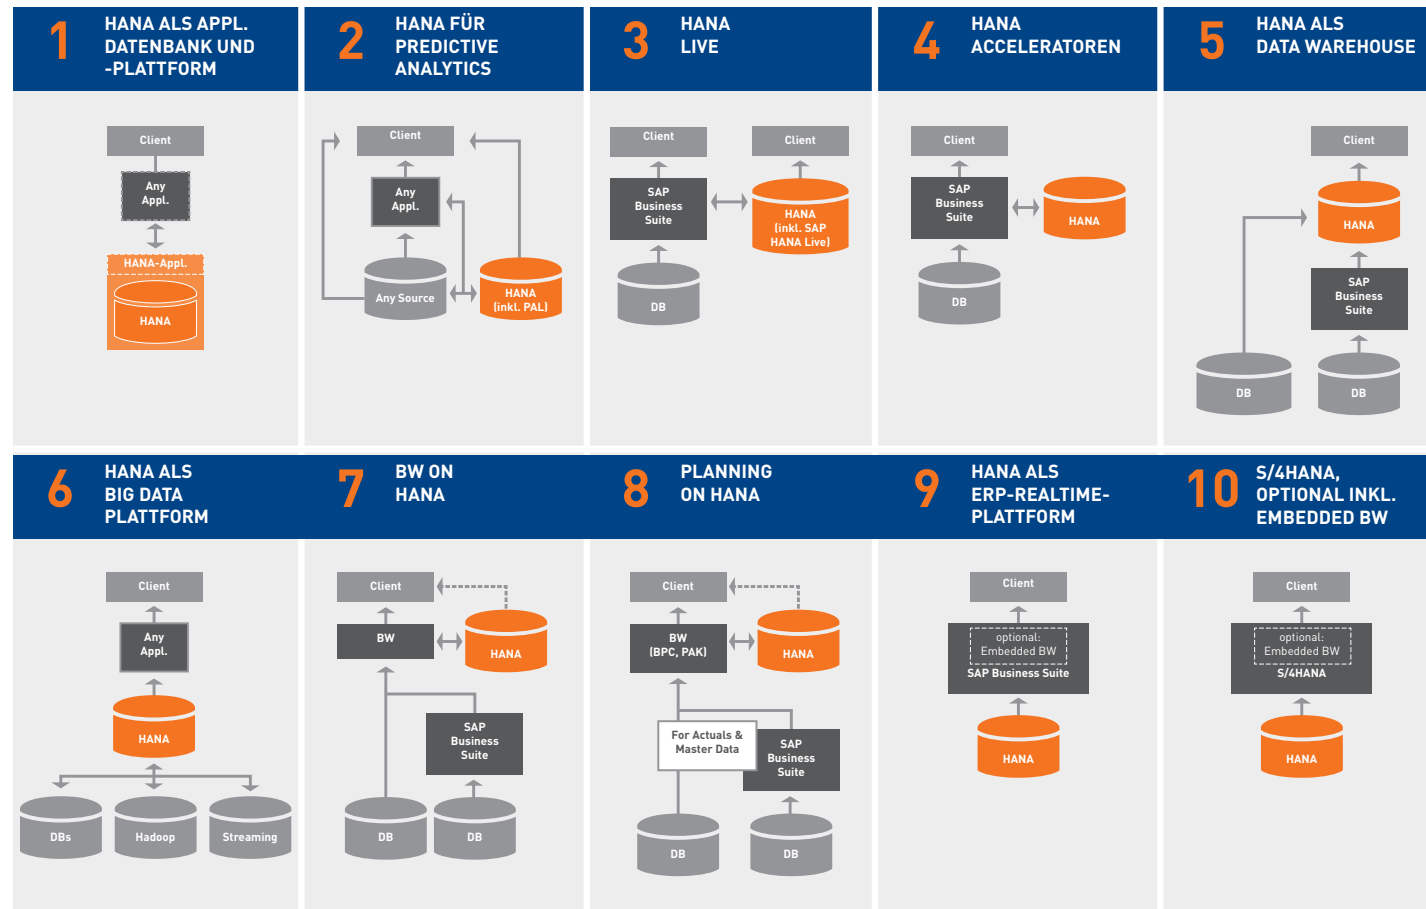 1
HANA ALS APPL.
DATENBANK UND
-PLATTFORM
Client
Any
Appl.
HANA-Appl.
HANA
2
HANA FÜR
PREDICTIVE
ANALYTICS
Client
Any
Appl.
Any Source
HANA
(inkl. PAL)
3
HANA
LIVE
Client
Client
SAP
Business
Suite
HANA
(inkl. SAP
HANA Live)
DB
4
HANA
ACCELERATOREN
Client
SAP
Business
Suite
HANA
DB
5
HANA ALS
DATA WAREHOUSE
Client
HANA
SAP
Business
Suite
DB
DB
6
HANA ALS
BIG DATA
PLATTFORM
Client
Any
Appl.
HANA
DBs
Hadoop
Streaming
7
BW ON
HANA
Client
BW
HANA
SAP
Business
Suite
DB
DB
8
PLANNING
ON HANA
Client
BW
(BPC, PAK)
HANA
For Actuals &
Master Data
SAP
Business
Suite
DB
DB
9
HANA ALS
ERP-REALTIME-
PLATTFORM
Client
optional:
Embedded BW
SAP Business Suite
HANA
10
S/4HANA,
OPTIONAL INKL.
EMBEDDED BW
Client
optional:
Embedded BW
S/4HANA
HANA